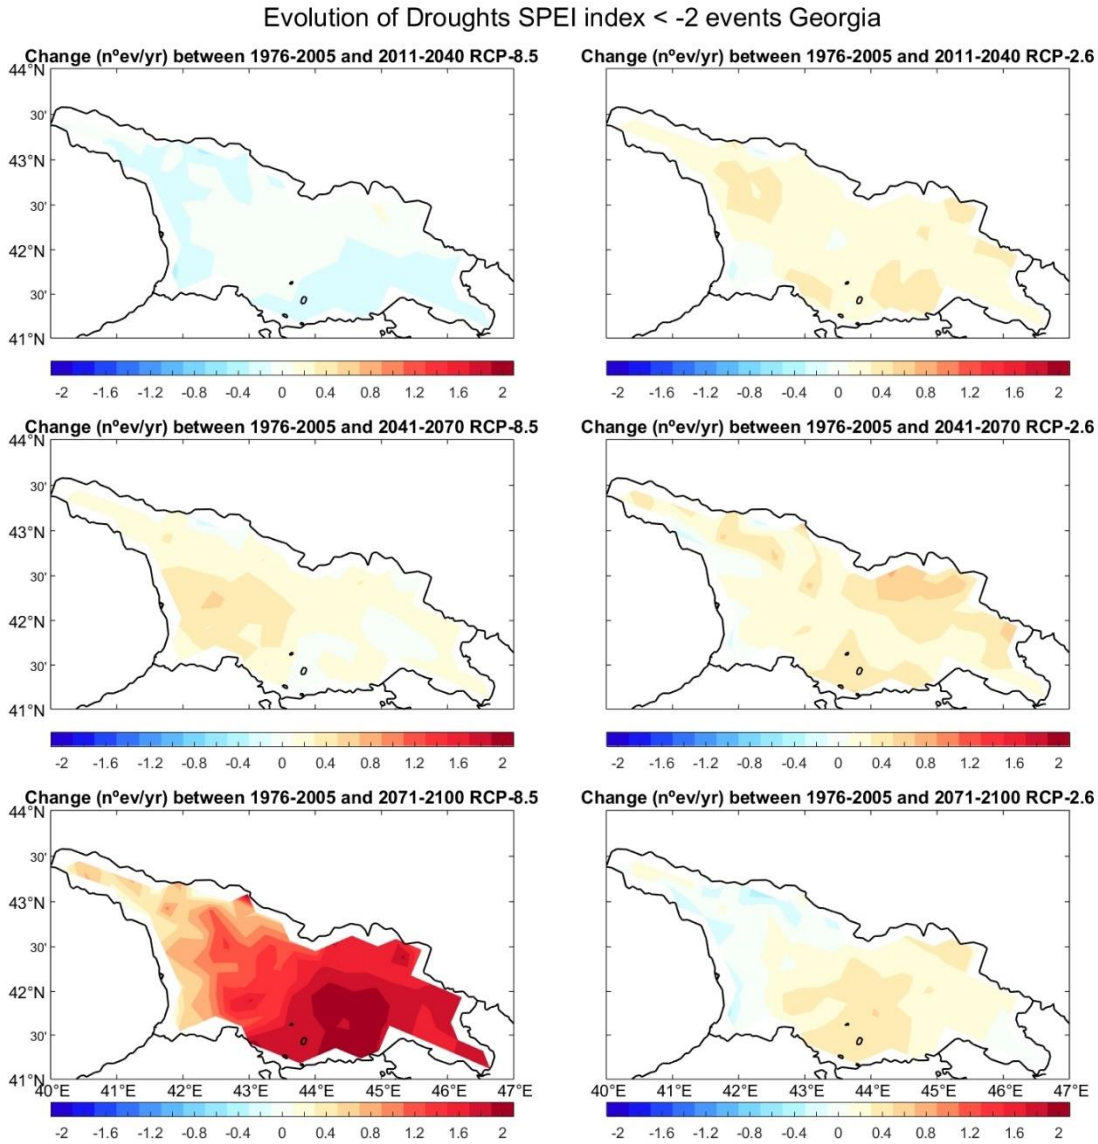 Evolution of Droughts SPEI index < -2 events Georgia
Change (nºev/yr) between 1976-2005 and 2011-2040 RCP-8.5
44°N
30'
43°N
30'
42°N
30'
41°N
-2 -1.6 -1.2 -0.8 -0.4 0 0.4 0.8 1.2 1.6 2
Change (nºev/yr) between 1976-2005 and 2011-2040 RCP-2.6
-2 -1.6 -1.2 -0.8 -0.4 0 0.4 0.8 1.2 1.6 2
Change (nºev/yr) between 1976-2005 and 2041-2070 RCP-8.5
44°N
30'
43°N
30'
42°N
30'
41°N
-2 -1.6 -1.2 -0.8 -0.4 0 0.4 0.8 1.2 1.6 2
Change (nºev/yr) between 1976-2005 and 2041-2070 RCP-2.6
-2 -1.6 -1.2 -0.8 -0.4 0 0.4 0.8 1.2 1.6 2
Change (nºev/yr) between 1976-2005 and 2071-2100 RCP-8.5
44°N
30'
43°N
30'
42°N
30'
41°N
40°E 41°E 42°E 43°E 44°E 45°E 46°E 47°E
-2 -1.6 -1.2 -0.8 -0.4 0 0.4 0.8 1.2 1.6 2
Change (nºev/yr) between 1976-2005 and 2071-2100 RCP-2.6
40°E 41°E 42°E 43°E 44°E 45°E 46°E 47°E
-2 -1.6 -1.2 -0.8 -0.4 0 0.4 0.8 1.2 1.6 2